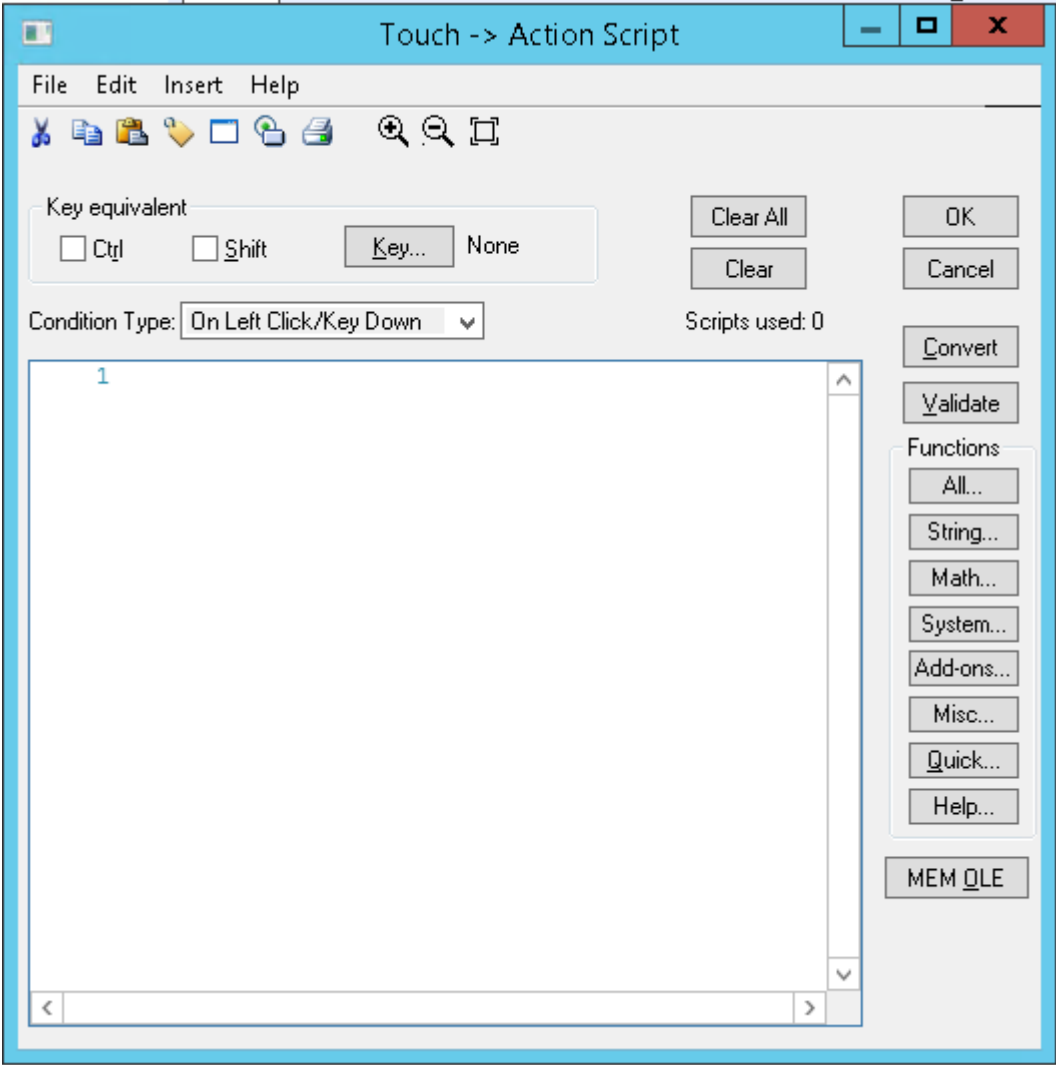 Touch -> Action Script
File Edit Insert Help
Key equivalent
Ctrl Shift Key... None
Clear All
OK
Clear
Cancel
Condition Type: On Left Click/Key Down
Scripts used: 0
Convert
1
Validate
Functions
All...
String...
Math...
System...
Add-ons...
Misc...
Quick...
Help...
MEM OLE